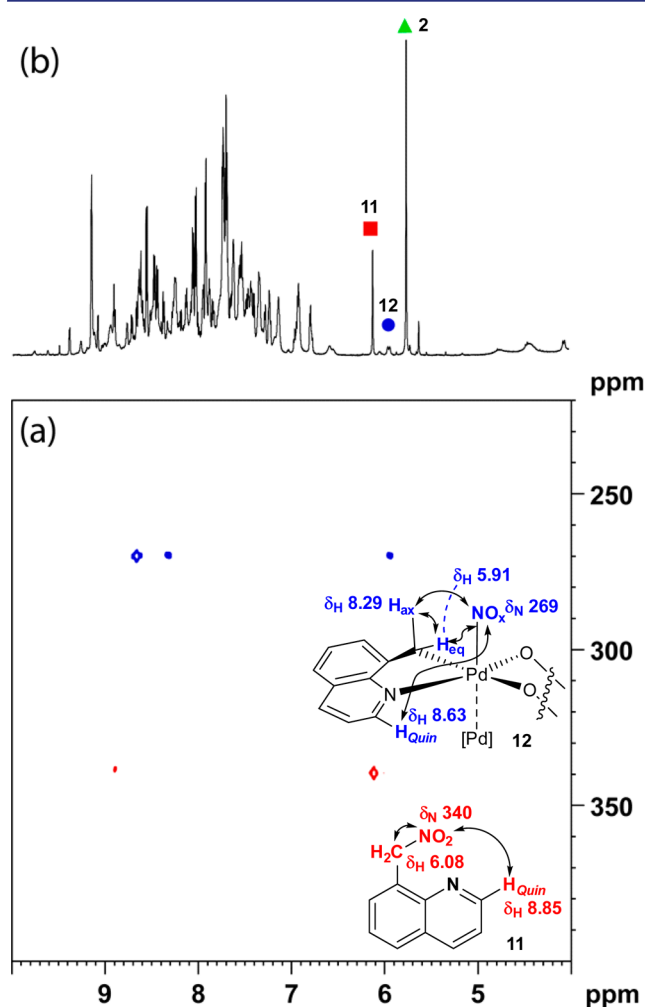 (b)
2
11
12
ppm
(a)
250
δH 5.91
δH 8.29 Hax
NOx δN 269
Heq
300
O
Pd
N
O
δH 8.63
HQuin
[Pd]
12
350
δN 340
NO2
H2C
δH 6.08
N
HQuin
δH 8.85
11
9 8 7 6 5 ppm